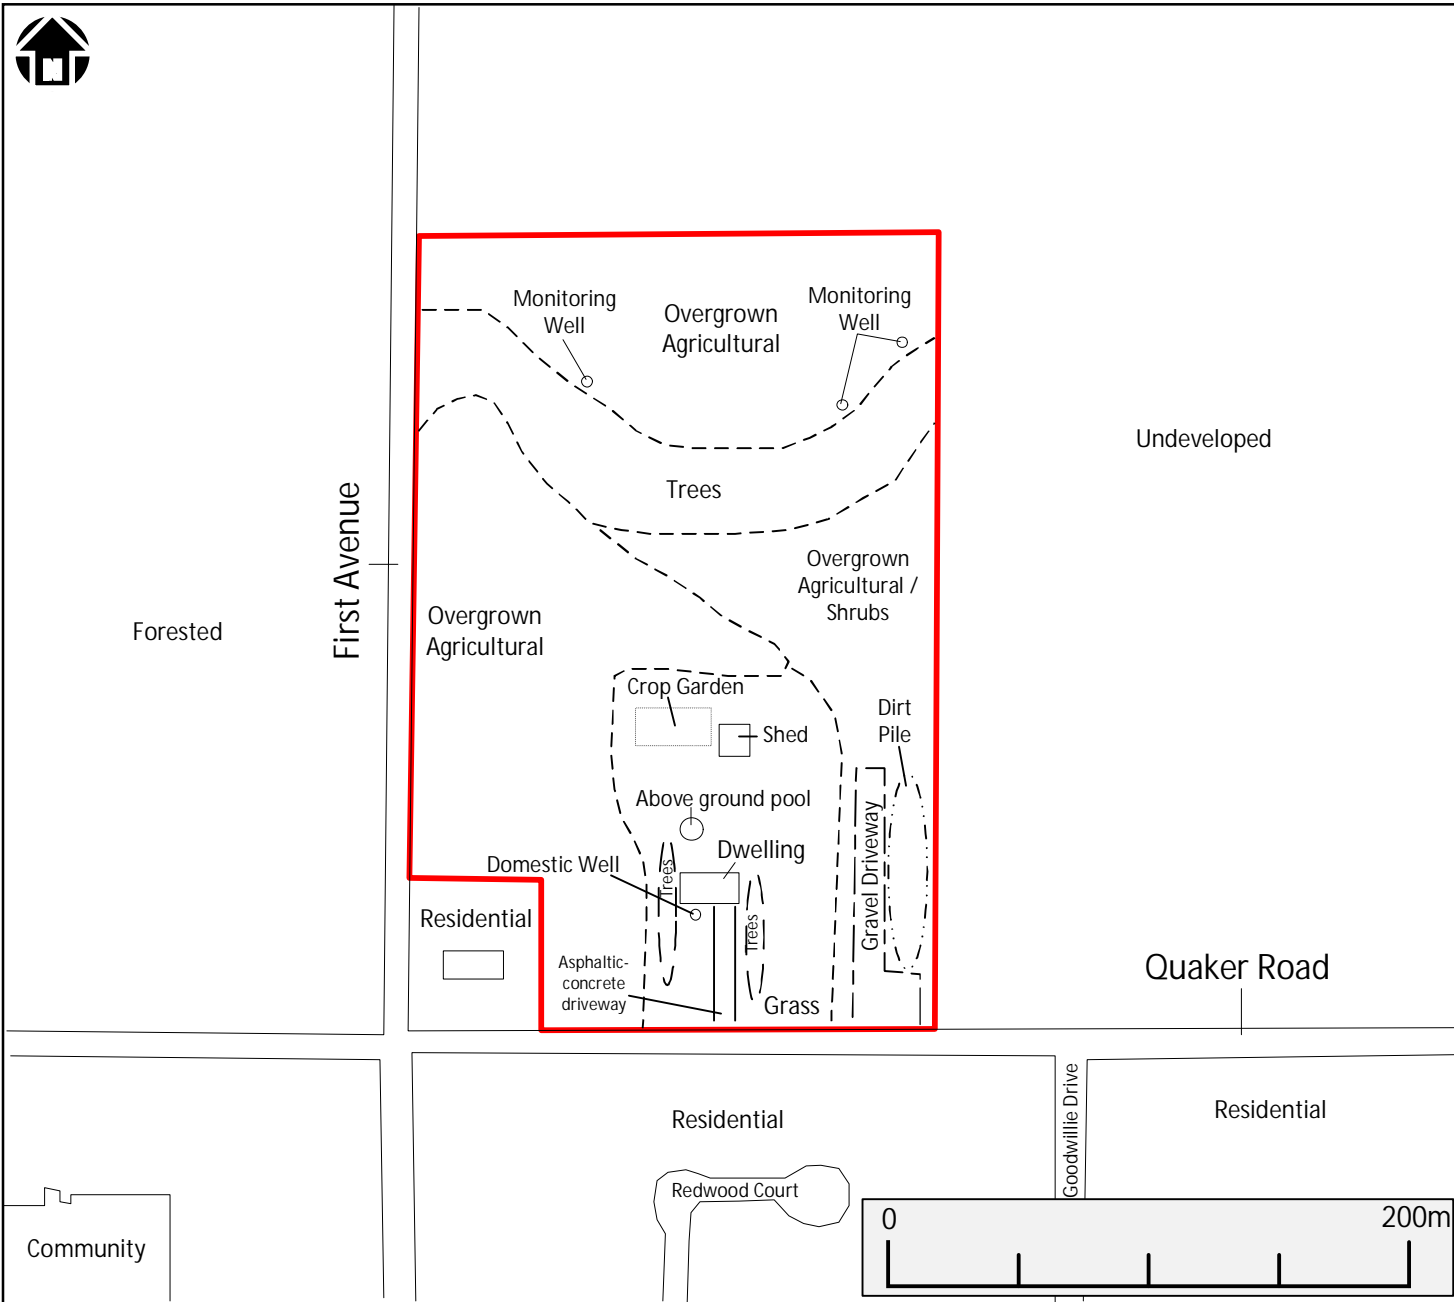 N
Monitoring
Well
Overgrown
Agricultural
Monitoring
Well
Undeveloped
Trees
First Avenue
Overgrown
Agricultural /
Shrubs
Forested
Overgrown
Agricultural
Crop Garden
Shed
Dirt
Pile
Above ground pool
Gravel Driveway
Dwelling
Domestic Well
Trees
Trees
Residential
Asphaltic-
concrete
driveway
Grass
Quaker Road
Residential
Goodwillie Drive
Residential
Redwood Court
Community
0
200m